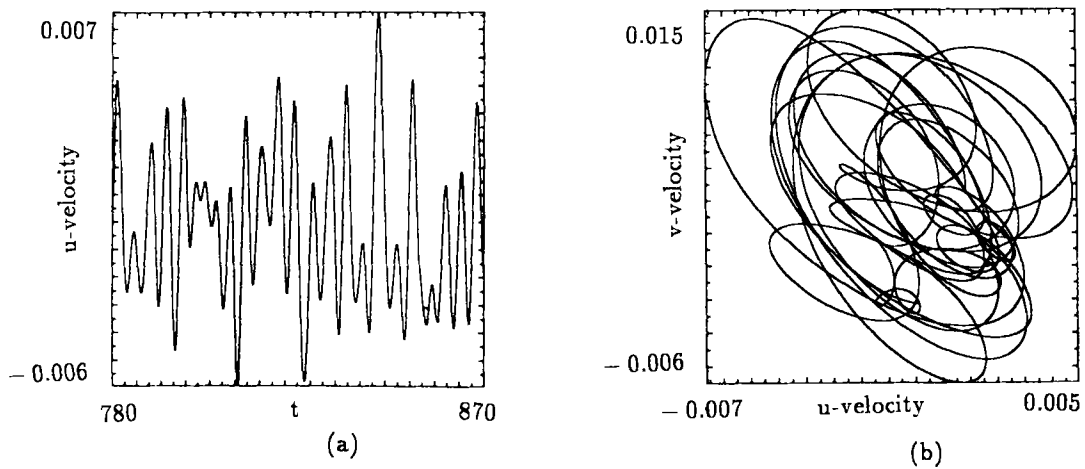 0.007
u-velocity
− 0.006
780
t
870
(a)
0.015
v-velocity
− 0.006
− 0.007
u-velocity
0.005
(b)